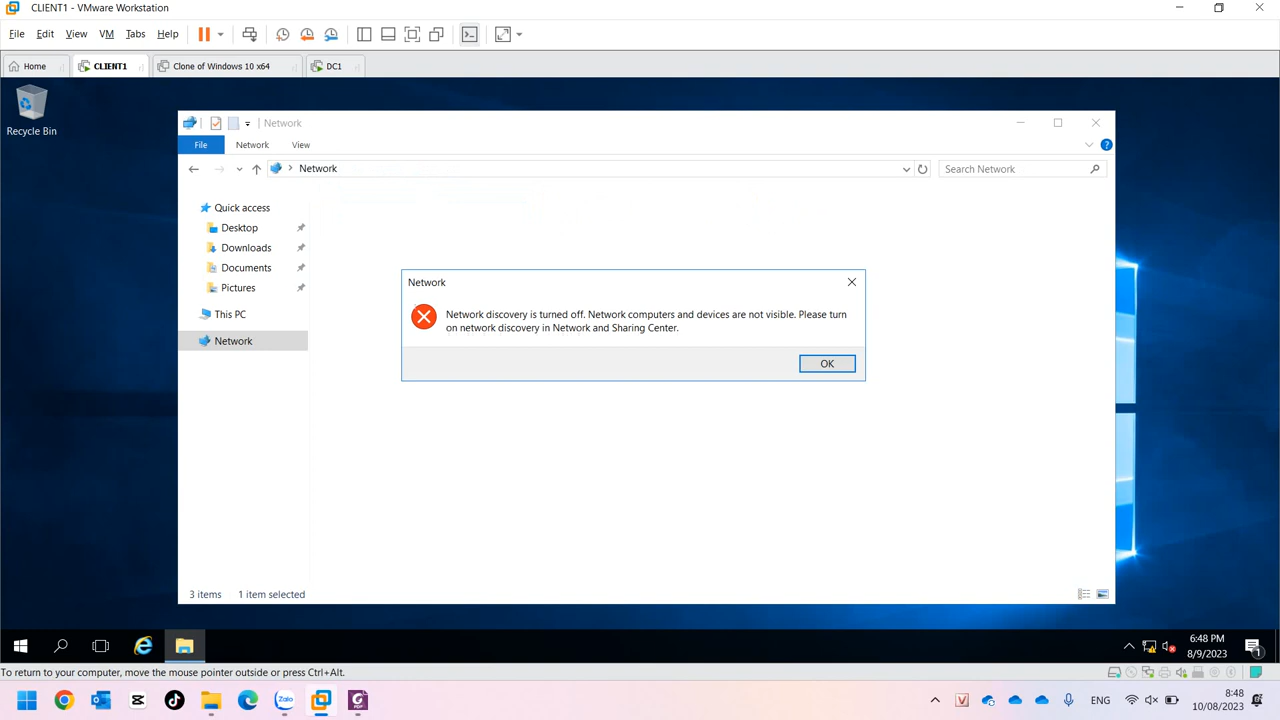 CLIENT1 - VMware Workstation
File Edit View VM Tabs Help
Home CLIENT1 Clone of Windows 10 x64 DC1
Recycle Bin
Network
File Network View
Network Search Network
Quick access
Desktop
Downloads
Documents
Pictures
This PC
Network
Network
Network discovery is turned off. Network computers and devices are not visible. Please turn
on network discovery in Network and Sharing Center.
OK
3 items 1 item selected
6:48 PM
8/9/2023
1
To return to your computer, move the mouse pointer outside or press Ctrl+Alt.
Zalo
PDF
V
ENG
8:48
10/08/2023